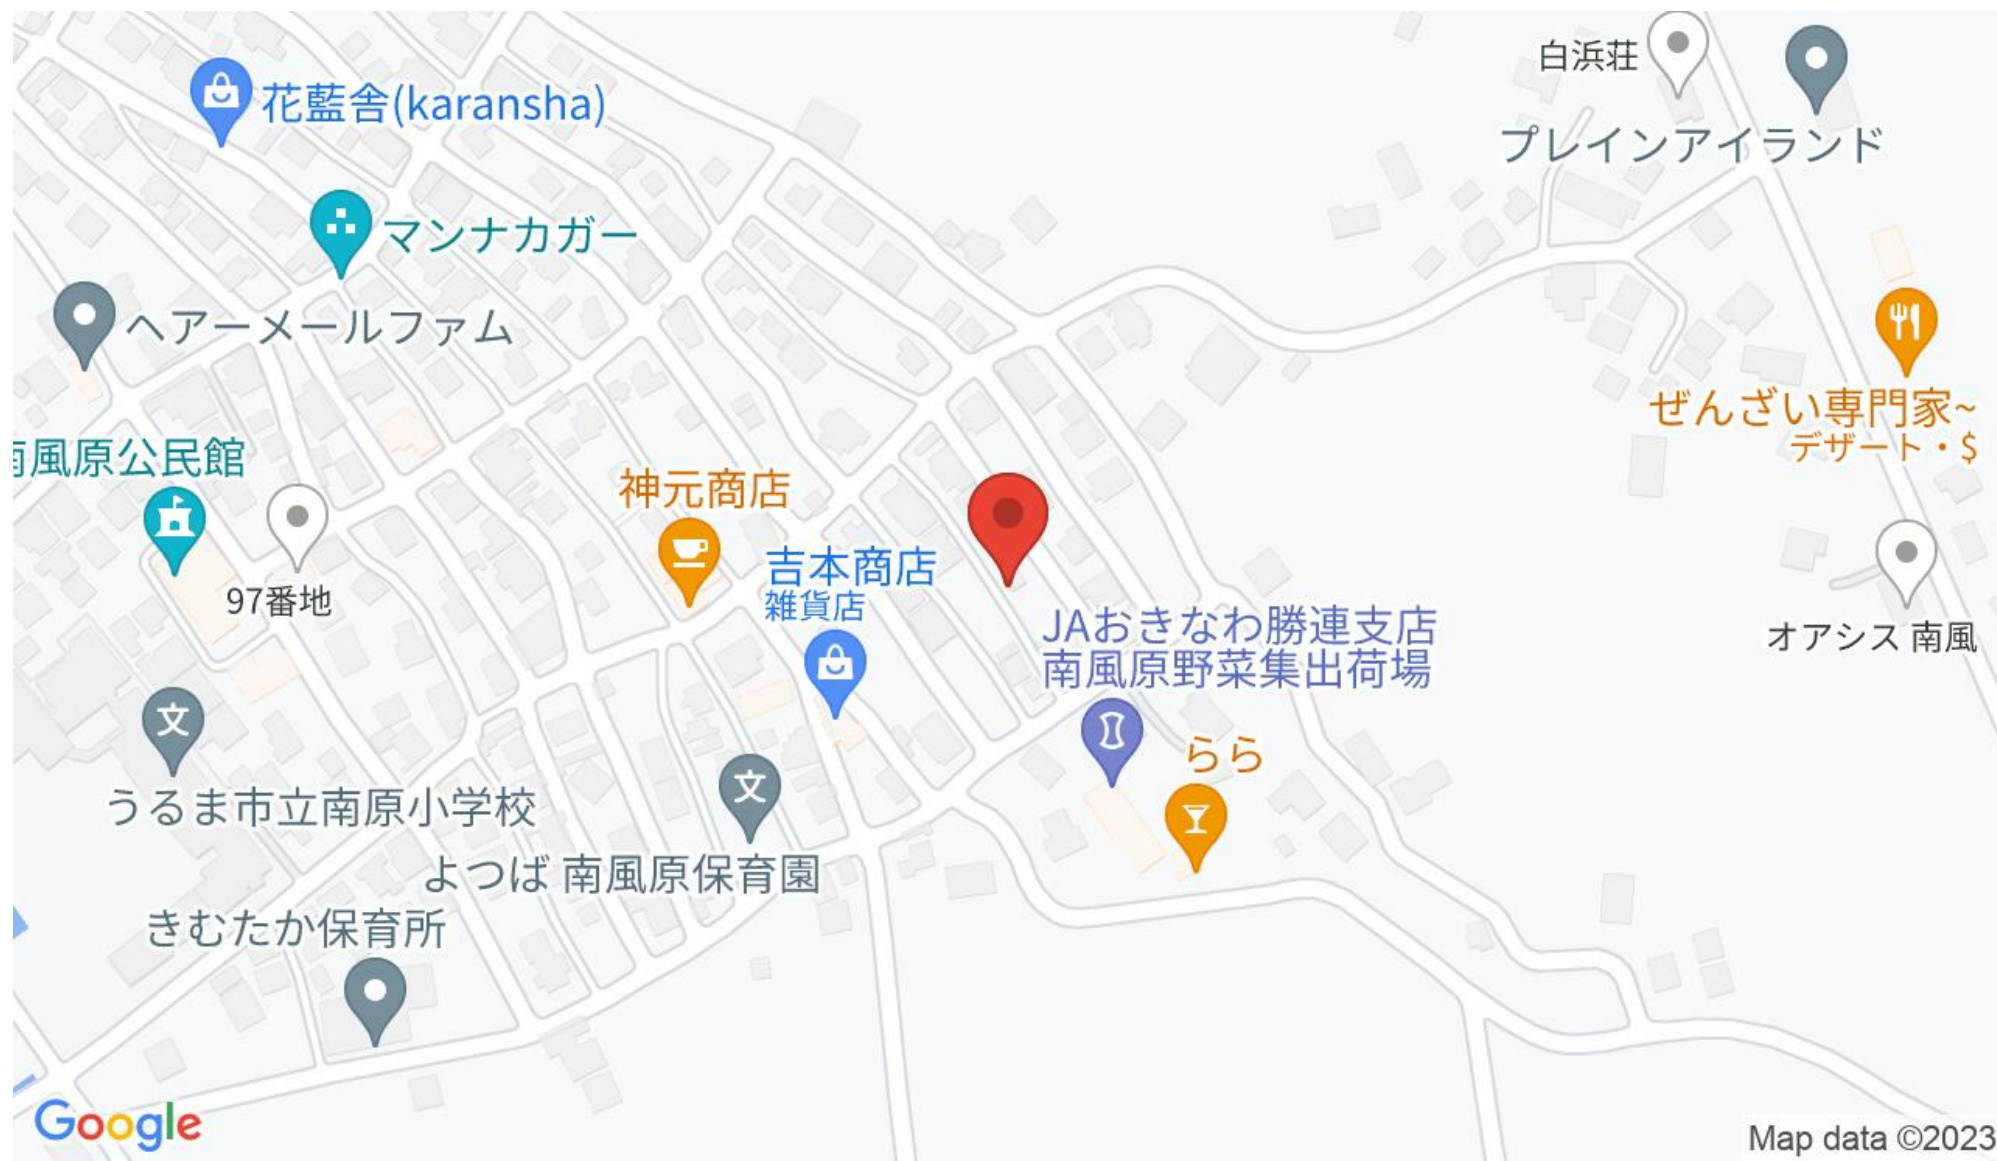 白浜荘
花藍舎(karansha)
プレインアイランド
マンナカガー
ヘアーメールファム
ぜんざい専門家~
デザート・$
風原公民館
神元商店
吉本商店
雑貨店
97番地
JAおきなわ勝連支店
南風原野菜集出荷場
オアシス 南風
らら
うるま市立南原小学校
よつば 南風原保育園
きむたか保育所
Google
Map data ©2023